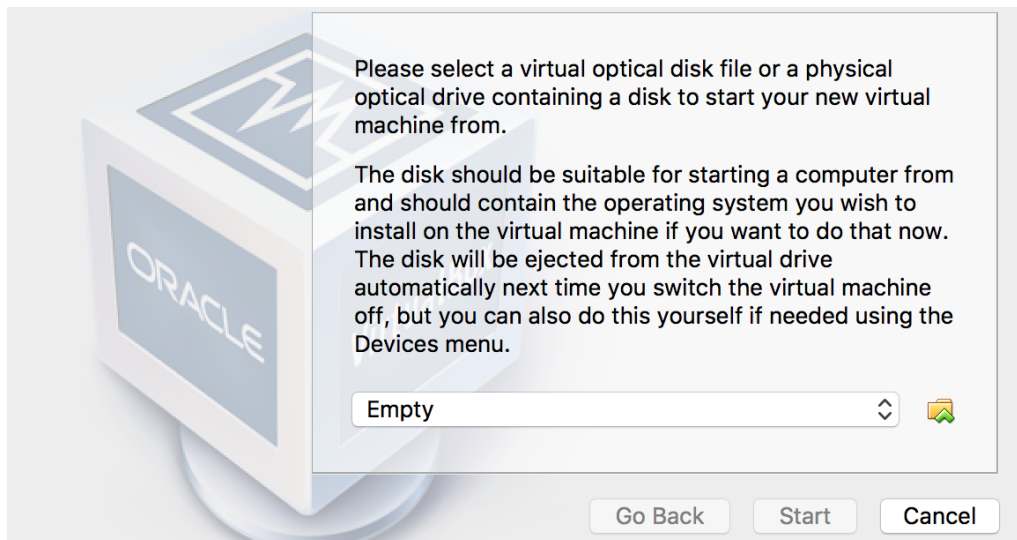 Please select a virtual optical disk file or a physical
optical drive containing a disk to start your new virtual
machine from.
The disk should be suitable for starting a computer from
and should contain the operating system you wish to
install on the virtual machine if you want to do that now.
The disk will be ejected from the virtual drive
automatically next time you switch the virtual machine
off, but you can also do this yourself if needed using the
Devices menu.
ORACLE
Empty
Go Back
Start
Cancel